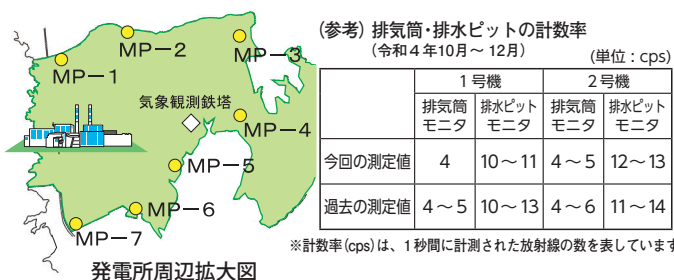 MP－1
MP－2
MP－3
気象観測鉄塔
MP－4
MP－5
MP－6
MP－7
発電所周辺拡大図
(参考) 排気筒・排水ピットの計数率
（令和４年10月～ 12月）
(単位：cps)
１号機 ２号機
排気筒モニタ 排水ピットモニタ 排気筒モニタ 排水ピットモニタ
今回の測定値 4 10～11 4～5 12～13
過去の測定値 4～5 10～13 4～6 11～14
※計数率(cps)は、１秒間に計測された放射線の数を表しています